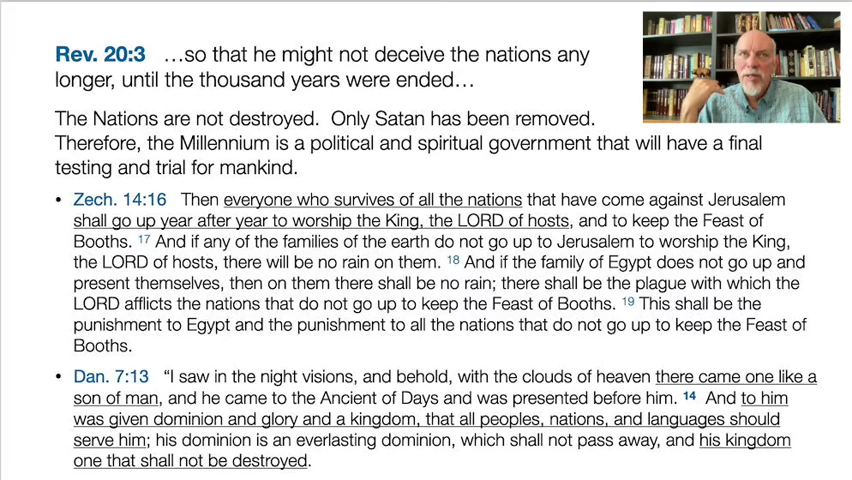 Rev. 20:3 …so that he might not deceive the nations any
longer, until the thousand years were ended…
The Nations are not destroyed. Only Satan has been removed.
Therefore, the Millennium is a political and spiritual government that will have a final
testing and trial for mankind.
• Zech. 14:16 Then everyone who survives of all the nations that have come against Jerusalem
shall go up year after year to worship the King, the LORD of hosts, and to keep the Feast of
Booths. 17 And if any of the families of the earth do not go up to Jerusalem to worship the King,
the LORD of hosts, there will be no rain on them. 18 And if the family of Egypt does not go up and
present themselves, then on them there shall be no rain; there shall be the plague with which the
LORD afflicts the nations that do not go up to keep the Feast of Booths. 19 This shall be the
punishment to Egypt and the punishment to all the nations that do not go up to keep the Feast of
Booths.
• Dan. 7:13 “I saw in the night visions, and behold, with the clouds of heaven there came one like a
son of man, and he came to the Ancient of Days and was presented before him. 14 And to him
was given dominion and glory and a kingdom, that all peoples, nations, and languages should
serve him; his dominion is an everlasting dominion, which shall not pass away, and his kingdom
one that shall not be destroyed.